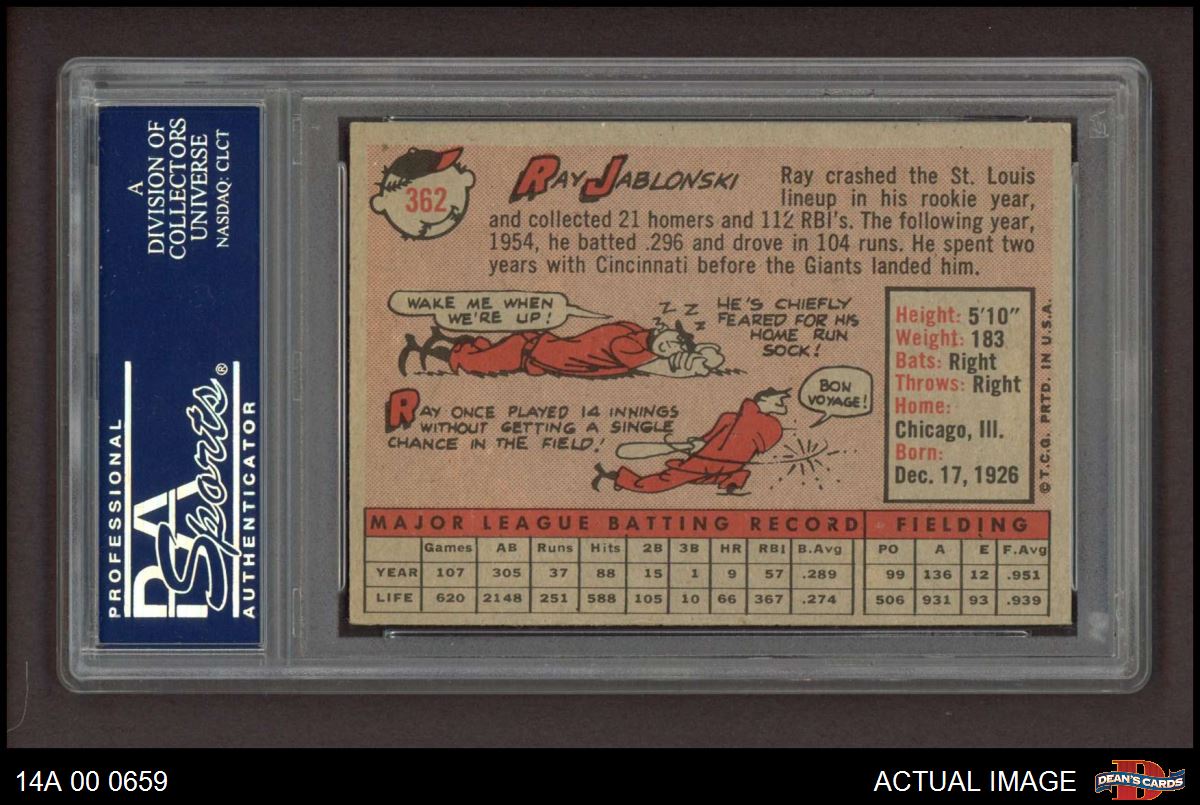 A
DIVISION OF
COLLECTORS
UNIVERSE
NASDAQ: CLCT
PROFESSIONAL
PSA
Sports®
AUTHENTICATOR
362
RAY JABLONSKI
Ray crashed the St. Louis
lineup in his rookie year,
and collected 21 homers and 112 RBI's. The following year,
1954, he batted .296 and drove in 104 runs. He spent two
years with Cincinnati before the Giants landed him.
WAKE ME WHEN
WE'RE UP!
Z Z
Z Z
HE'S CHIEFLY
FEARED FOR HIS
HOME RUN
SOCK!
RAY ONCE PLAYED 14 INNINGS
WITHOUT GETTING A SINGLE
CHANCE IN THE FIELD!
BON
VOYAGE!
Height: 5'10"
Weight: 183
Bats: Right
Throws: Right
Home:
Chicago, Ill.
Born:
Dec. 17, 1926
© T.C.G. PRTD. IN U.S.A.
MAJOR LEAGUE BATTING RECORD FIELDING
Games AB Runs Hits 2B 3B HR RBI B.Avg PO A E F.Avg
YEAR 107 305 37 88 15 1 9 57 .289 99 136 12 .951
LIFE 620 2148 251 588 105 10 66 367 .274 506 931 93 .939
14A 00 0659
ACTUAL IMAGE
D
DEAN'S CARDS